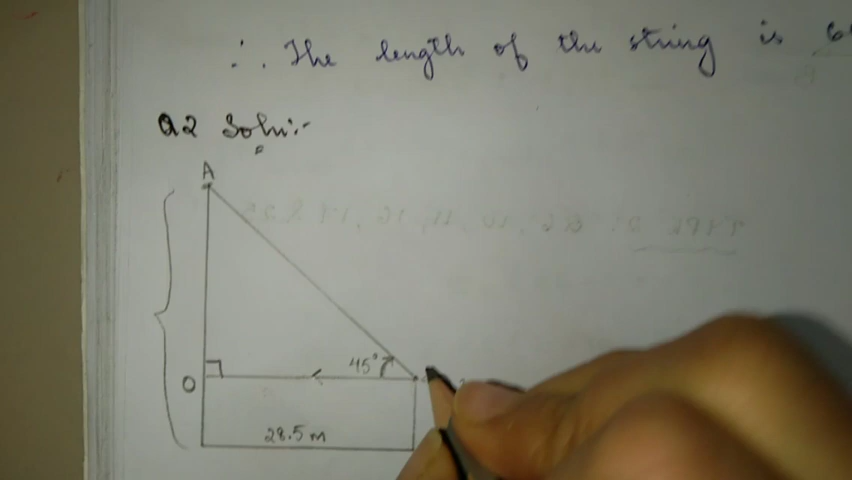 ∴ The length of the string is
Q2 Soln:-
A
45°
O
28.5 m